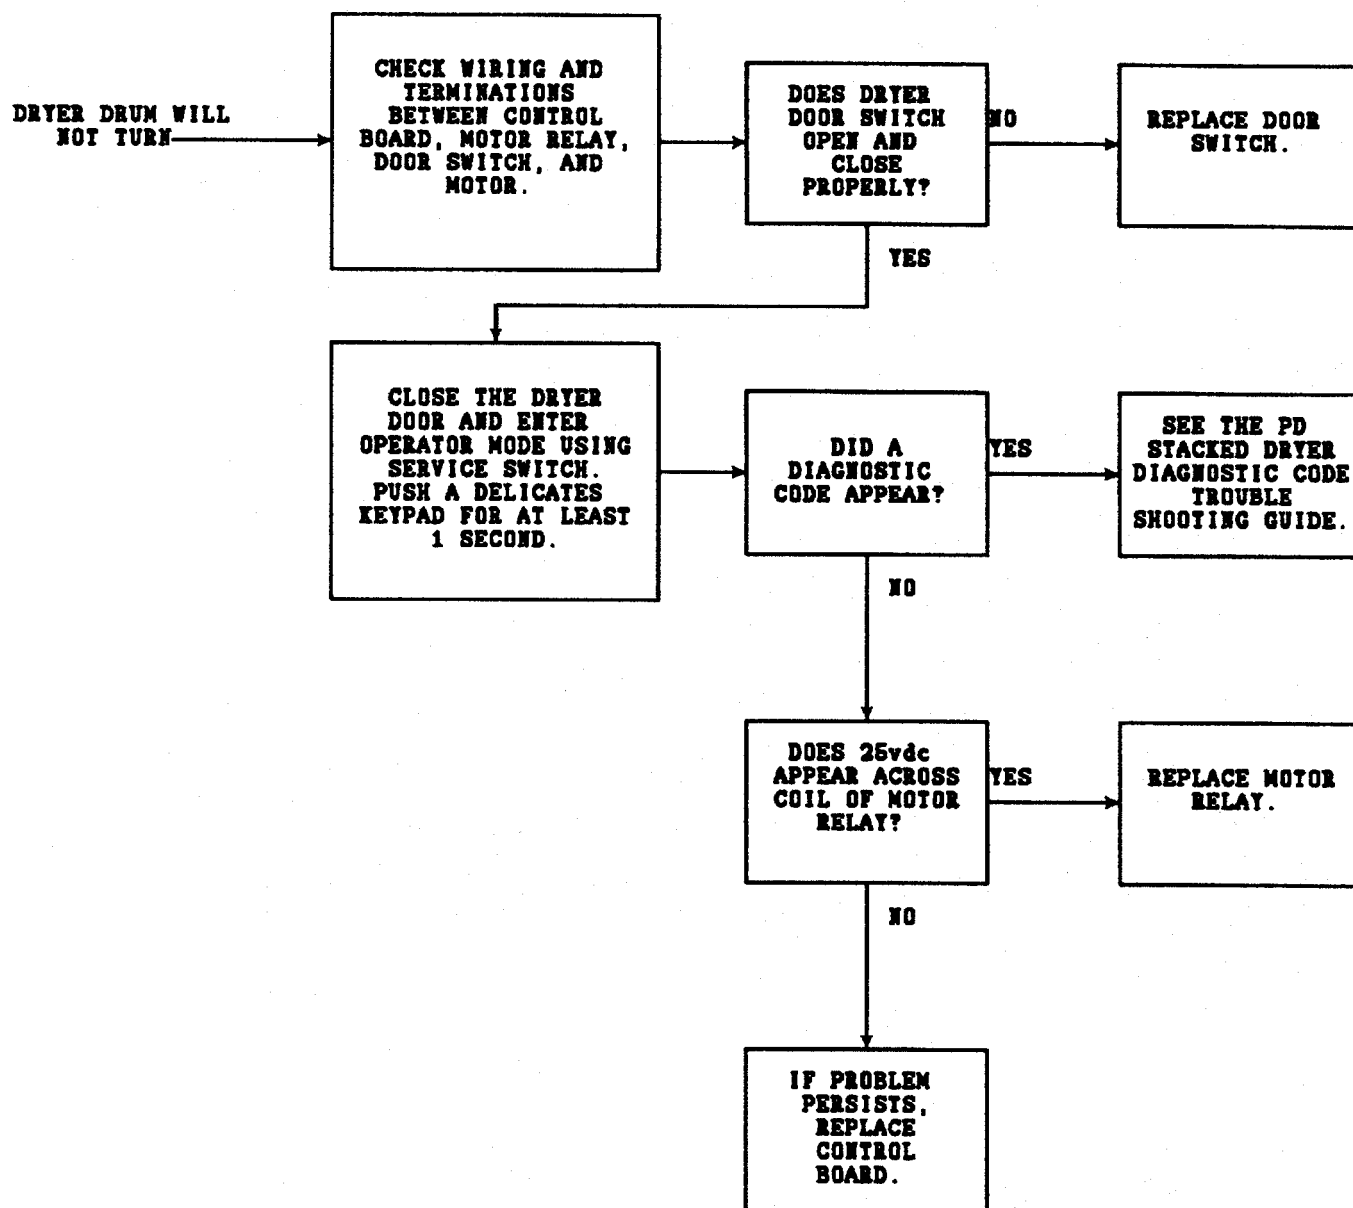 DRYER DRUM WILL
NOT TURN
CHECK WIRING AND
TERMINATIONS
BETWEEN CONTROL
BOARD, MOTOR RELAY,
DOOR SWITCH, AND
MOTOR.
DOES DRYER
DOOR SWITCH
OPEN AND
CLOSE
PROPERLY?
NO
REPLACE DOOR
SWITCH.
YES
CLOSE THE DRYER
DOOR AND ENTER
OPERATOR MODE USING
SERVICE SWITCH.
PUSH A DELICATES
KEYPAD FOR AT LEAST
1 SECOND.
DID A
DIAGNOSTIC
CODE APPEAR?
YES
SEE THE PD
STACKED DRYER
DIAGNOSTIC CODE
TROUBLE
SHOOTING GUIDE.
NO
DOES 25vdc
APPEAR ACROSS
COIL OF MOTOR
RELAY?
YES
REPLACE MOTOR
RELAY.
NO
IF PROBLEM
PERSISTS,
REPLACE
CONTROL
BOARD.